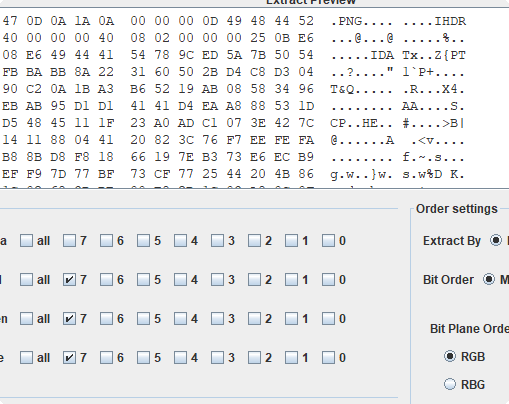 Extract Preview
47 0D 0A 1A 0A 00 00 00 0D 49 48 44 52 .PNG.... ....IHDR
00 00 00 00 40 08 02 00 00 00 25 0B E6 ...@...@ .....%..
08 E6 49 44 41 54 78 9C ED 5A 7B 50 54 .....IDA Tx..Z{PT
FB BA BB 8A 22 31 60 50 2B D4 C8 D3 04 ..?...." 1`P+....
90 C2 0A 1B A3 B6 52 19 AB 08 58 34 96 T&Q..... .R...X4.
EB AB 95 D1 D1 41 41 D4 EA A8 88 53 1D ........ AA....S.
D5 48 45 11 1F 23 A0 AD C1 07 3E 42 7C CP..HE.. #....>B|
14 11 88 04 41 20 82 3C 76 F7 EE FE FA @......A .<v....
B8 8B D8 F8 18 66 19 7E B3 73 E6 EC B9 ........ f.~.s...
EF F9 7D 77 BF 73 CF 77 25 44 20 4B 86 g.w..}w. s.w%D K.
Order settings
a all 7 6 5 4 3 2 1 0
Extract By
all 7 6 5 4 3 2 1 0
Bit Order M
n all 7 6 5 4 3 2 1 0
Bit Plane Orde
e all 7 6 5 4 3 2 1 0
RGB
RBG